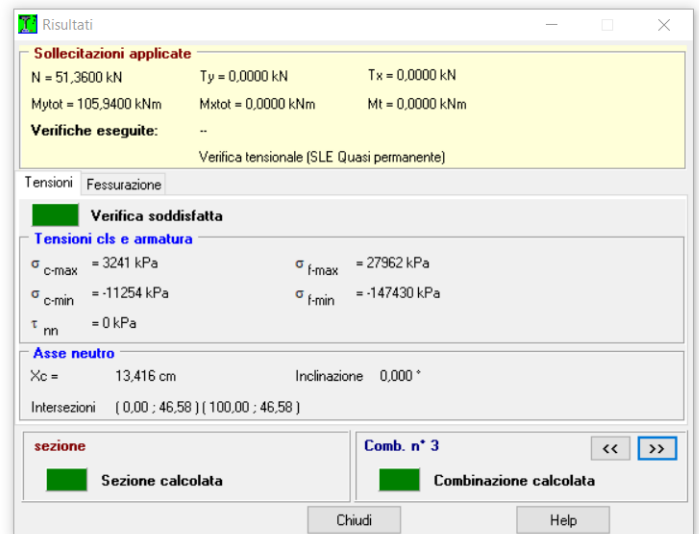 Risultati
Sollecitazioni applicate
N = 51,3600 kN Ty = 0,0000 kN Tx = 0,0000 kN
Mytot = 105,9400 kNm Mxtot = 0,0000 kNm Mt = 0,0000 kNm
Verifiche eseguite: --
Verifica tensionale (SLE Quasi permanente)
Tensioni Fessurazione
Verifica soddisfatta
Tensioni cls e armatura
σ c-max = 3241 kPa σ f-max = 27962 kPa
σ c-min = -11254 kPa σ f-min = -147430 kPa
τ nn = 0 kPa
Asse neutro
Xc = 13,416 cm Inclinazione 0,000 °
Intersezioni ( 0,00 ; 46,58 ) ( 100,00 ; 46,58 )
sezione Comb. n° 3 << >>
Sezione calcolata Combinazione calcolata
Chiudi Help